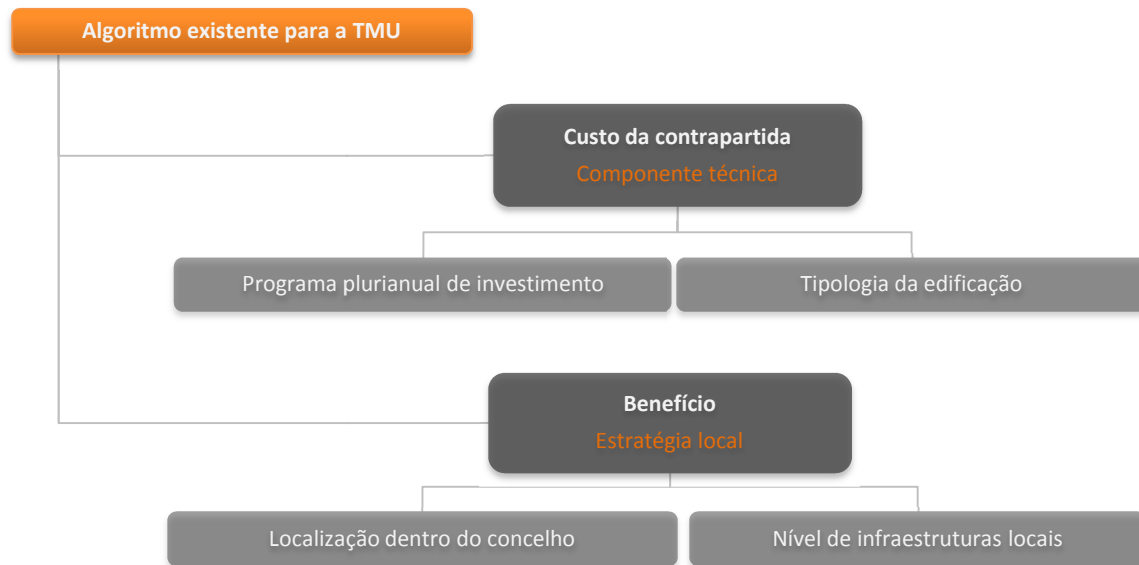 Algoritmo existente para a TMU
Custo da contrapartida
Componente técnica
Programa plurianual de investimento
Tipologia da edificação
Benefício
Estratégia local
Localização dentro do concelho
Nível de infraestruturas locais